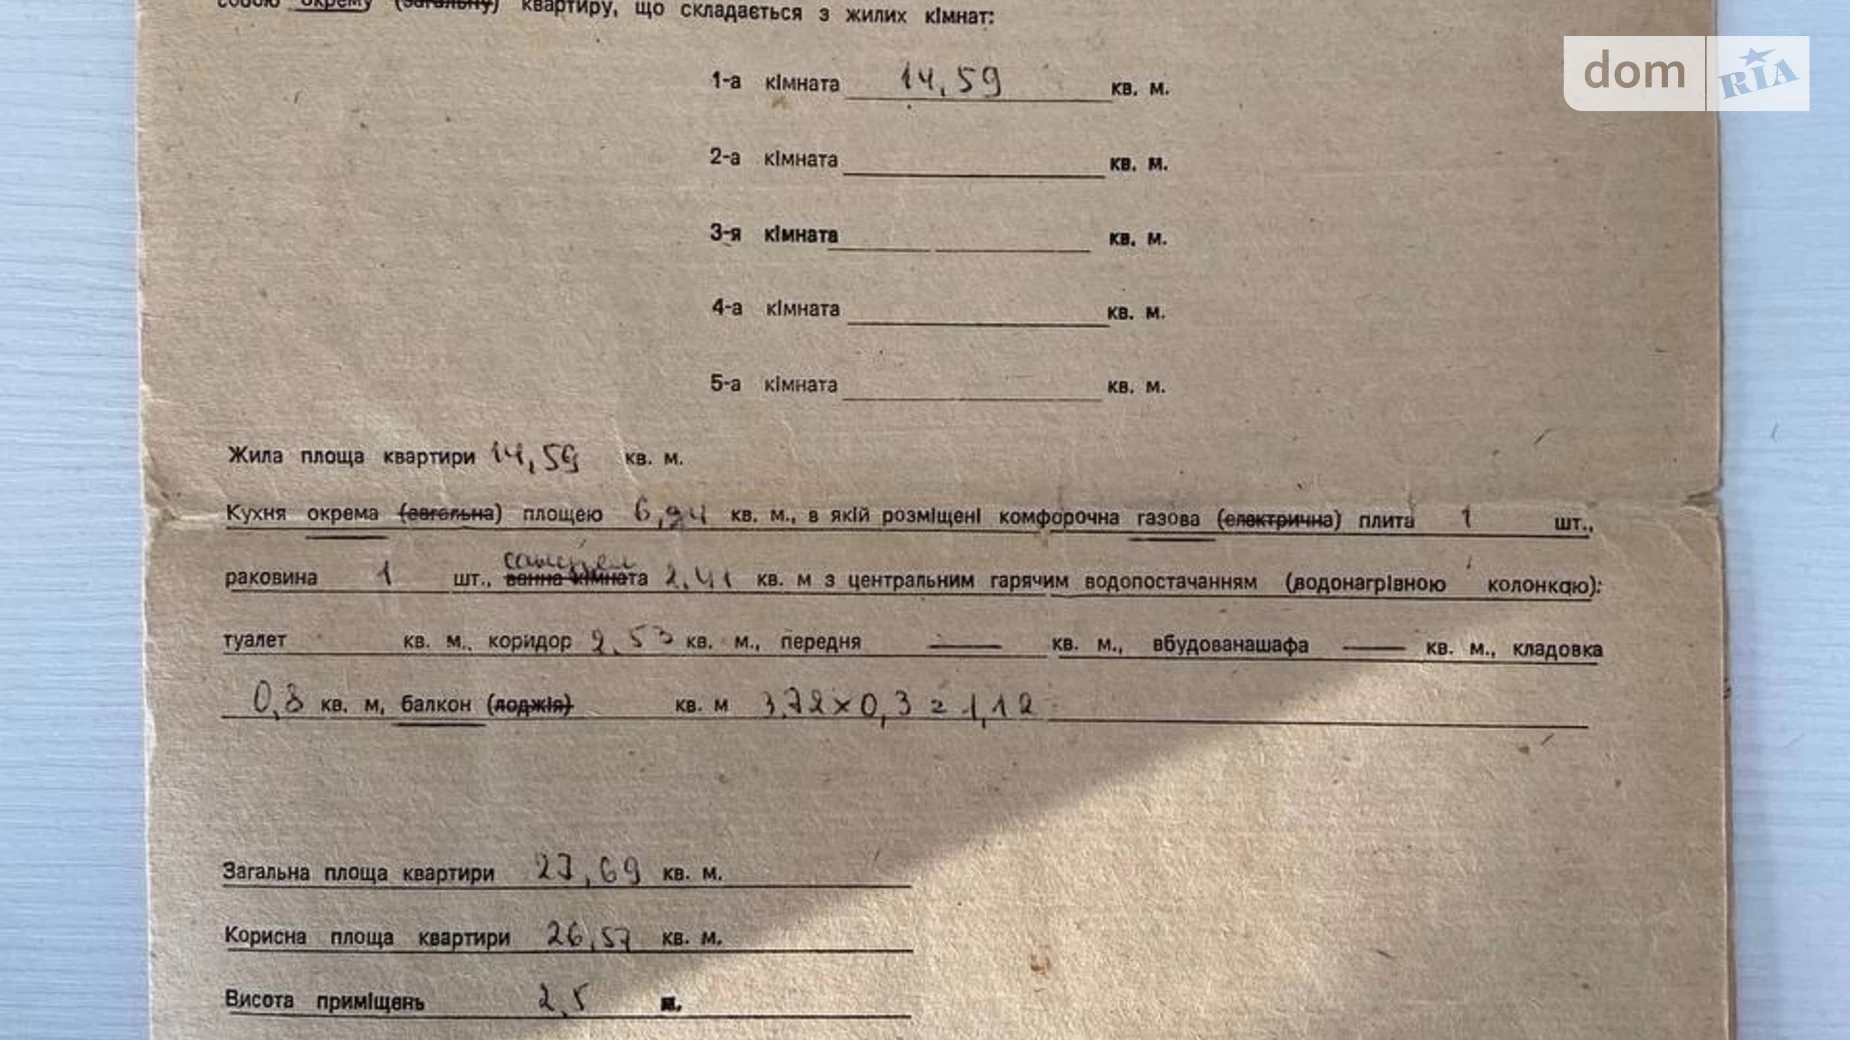 собою окрему (загальну) квартиру, що складається з жилих кімнат:
dom RIA
1-а кімната 14,59 кв. м.
2-а кімната кв. м.
3-я кімната кв. м.
4-а кімната кв. м.
5-а кімната кв. м.
Жила площа квартири 14,59 кв. м.
Кухня окрема (загальна) площею 6,24 кв. м., в якій розміщені комфорочна газова (електрична) плита 1 шт.,
раковина 1 шт., ванна кімната 2,41 кв. м з центральним гарячим водопостачанням (водонагрівною колонкою):
туалет кв. м., коридор 2,53 кв. м., передня — кв. м., вбудованашафа — кв. м., кладовка
0,8 кв. м, балкон (лоджія) кв. м 3,72 x 0,3 = 1,12
Загальна площа квартири 27,69 кв. м.
Корисна площа квартири 26,57 кв. м.
Висота приміщень 2,5 м.